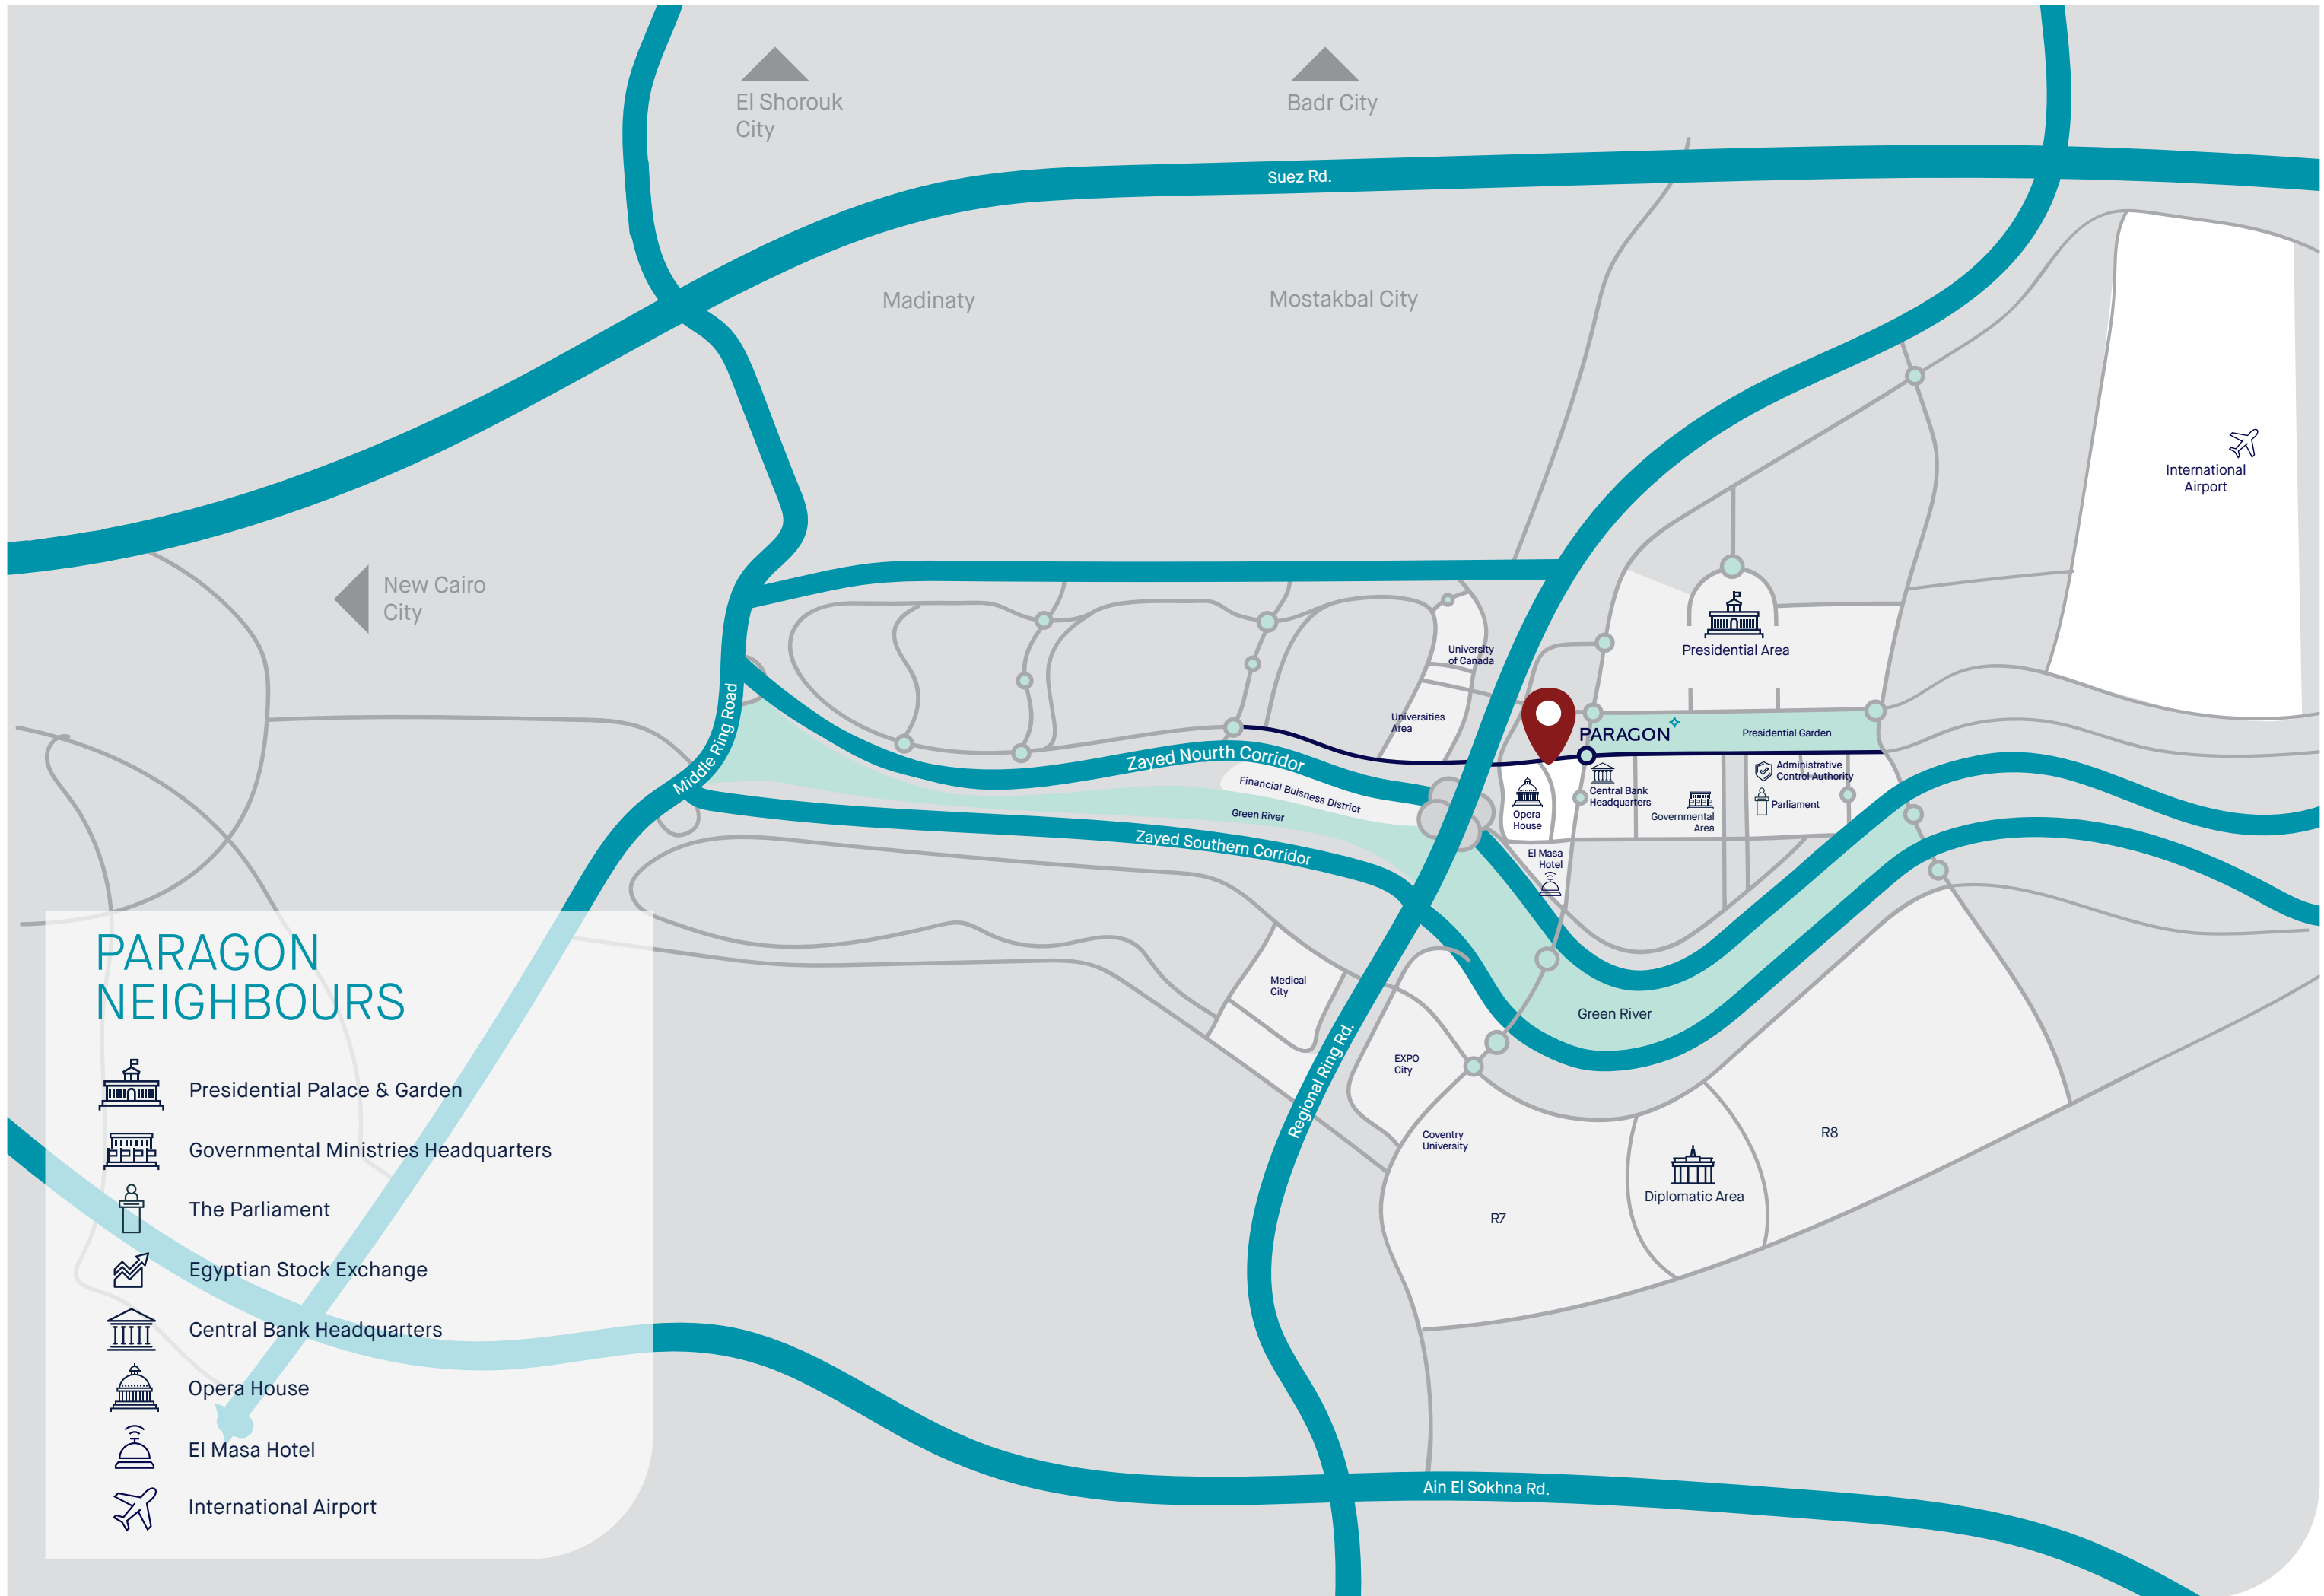 El Shorouk
City
Badr City
Suez Rd.
Madinaty
Mostakbal City
International
Airport
New Cairo
City
University
of Canada
Presidential Area
Middle Ring Road
Universities
Area
PARAGON
Presidential Garden
Zayed Nourth Corridor
Financial Buisness District
Green River
Zayed Southern Corridor
Opera
House
Central Bank
Headquarters
Governmental
Area
Administrative
Control Authority
Parliament
El Masa
Hotel
Medical
City
Green River
Regional Ring Rd.
EXPO
City
Coventry
University
R7
Diplomatic Area
R8
Ain El Sokhna Rd.
PARAGON
NEIGHBOURS
Presidential Palace & Garden
Governmental Ministries Headquarters
The Parliament
Egyptian Stock Exchange
Central Bank Headquarters
Opera House
El Masa Hotel
International Airport